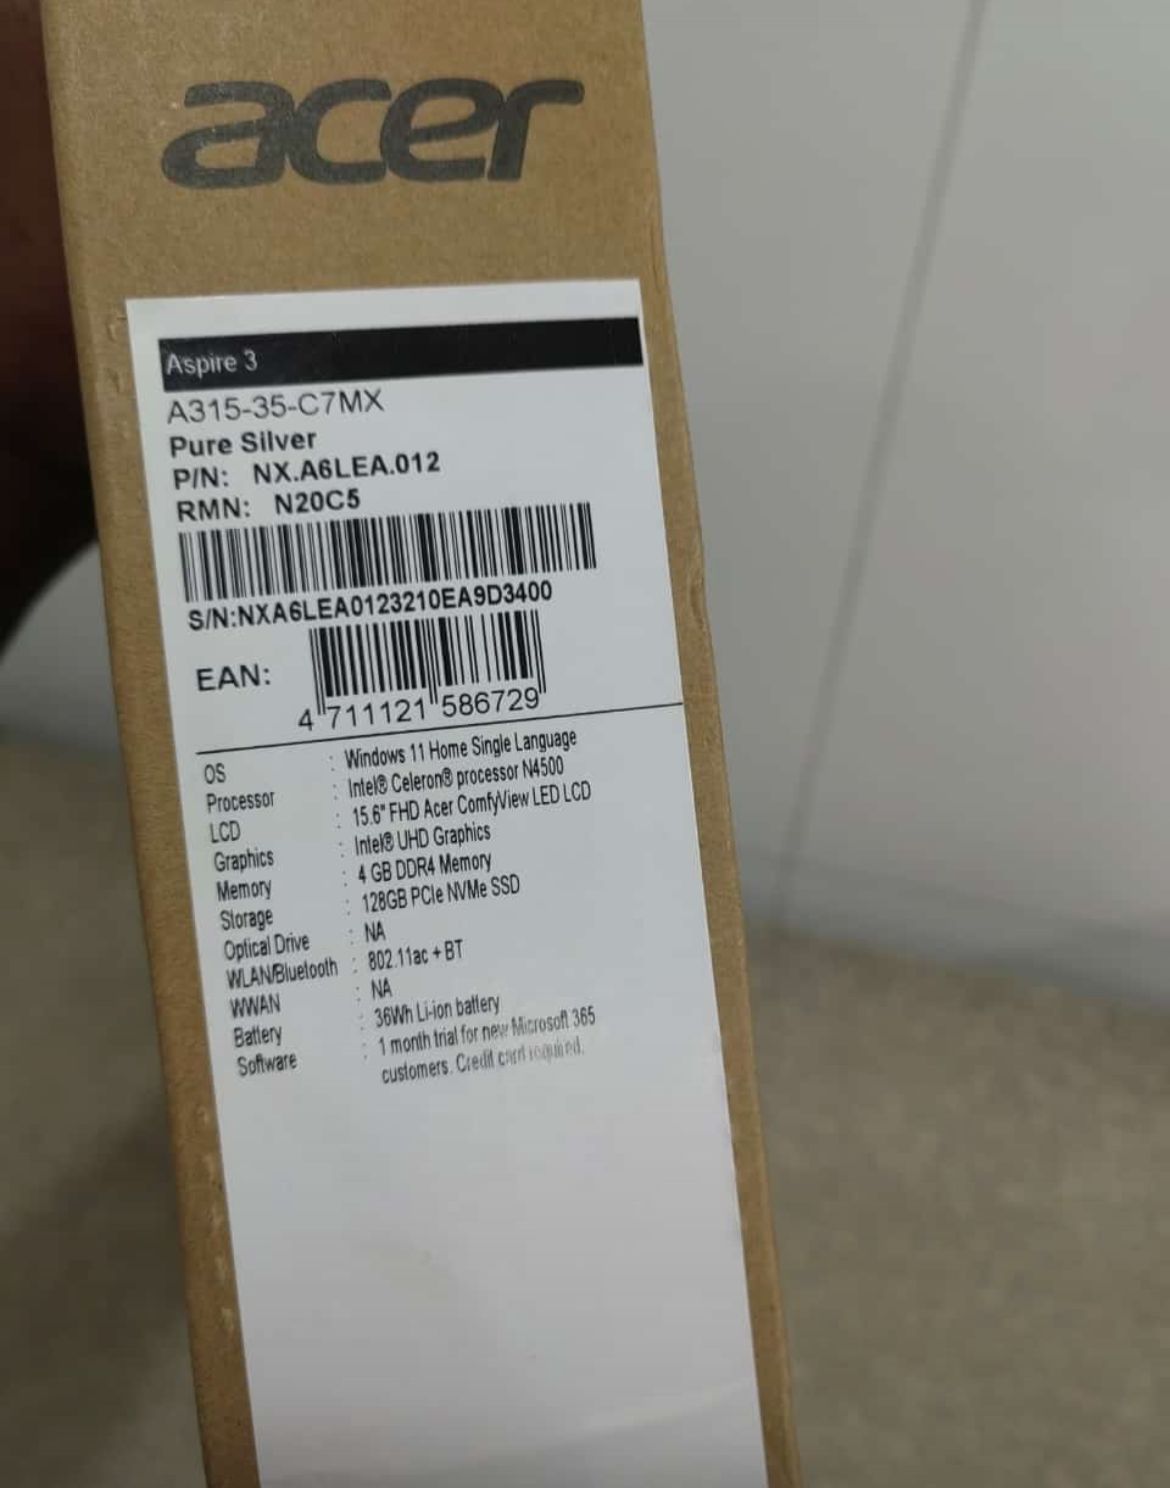 acer
Aspire 3
A315-35-C7MX
Pure Silver
P/N: NX.A6LEA.012
RMN: N20C5
S/N:NXA6LEA0123210EA9D3400
EAN:
4 711121 586729
OS : Windows 11 Home Single Language
Processor : Intel® Celeron® processor N4500
LCD : 15.6" FHD Acer ComfyView LED LCD
Graphics : Intel® UHD Graphics
Memory : 4 GB DDR4 Memory
Storage : 128GB PCIe NVMe SSD
Optical Drive : NA
WLAN/Bluetooth : 802.11ac + BT
WWAN : NA
Battery : 36Wh Li-ion battery
Software : 1 month trial for new Microsoft 365
customers. Credit card required.